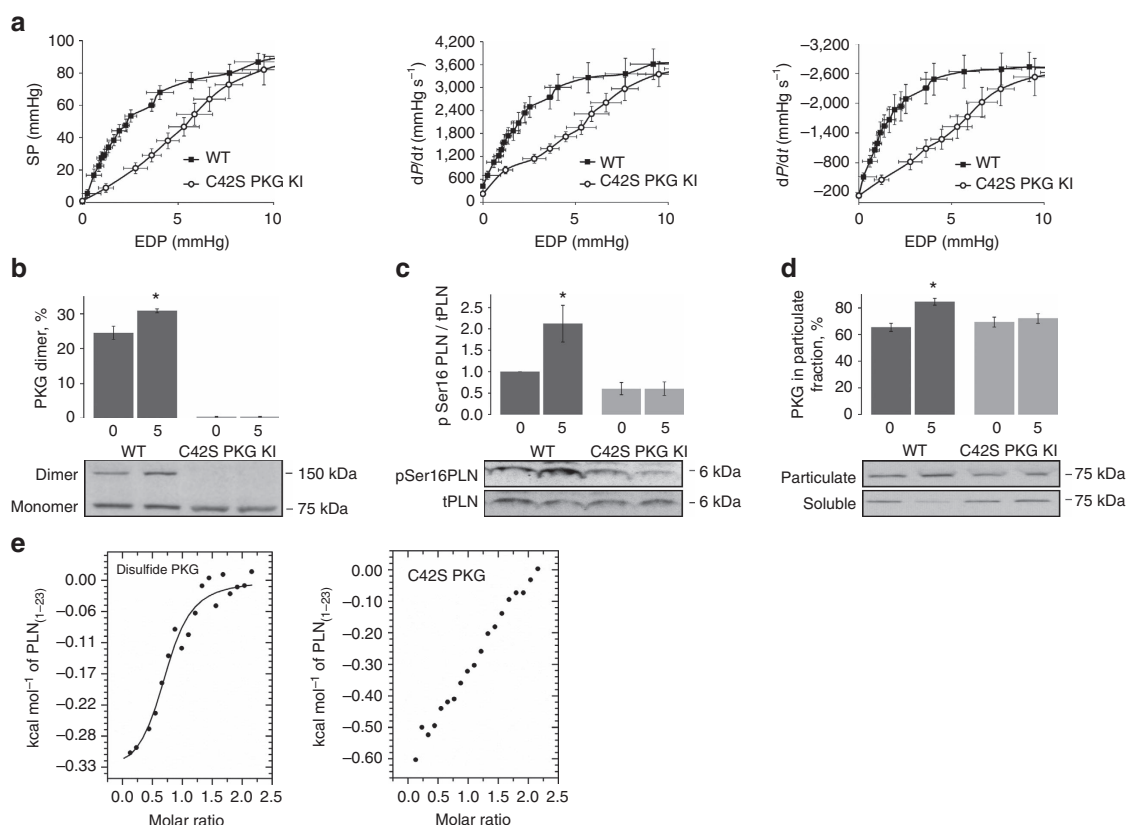 a
100
80
60
40
20
0
SP (mmHg)
WT
C42S PKG KI
0 5 10
EDP (mmHg)
4,200
3,600
3,000
2,400
1,800
1,200
600
0
dP/dt (mmHg s⁻¹)
WT
C42S PKG KI
0 5 10
EDP (mmHg)
−3,200
−2,600
−2,000
−1,400
−800
−200
dP/dt (mmHg s⁻¹)
WT
C42S PKG KI
0 5 10
EDP (mmHg)
b
PKG dimer, %
30
20
10
0
*
0 5 0 5
WT C42S PKG KI
Dimer - 150 kDa
Monomer - 75 kDa
c
p Ser16 PLN / tPLN
2.5
2.0
1.5
1.0
0.5
0.0
*
0 5 0 5
WT C42S PKG KI
pSer16PLN - 6 kDa
tPLN - 6 kDa
d
PKG in particulate
fraction, %
80
60
40
20
0
*
0 5 0 5
WT C42S PKG KI
Particulate - 75 kDa
Soluble - 75 kDa
e
Disfulfide PKG
kcal mol⁻¹ of PLN(1–23)
0.00
−0.06
−0.11
−0.17
−0.22
−0.28
−0.33
0.0 0.5 1.0 1.5 2.0 2.5
Molar ratio
C42S PKG
kcal mol⁻¹ of PLN(1–23)
0.00
−0.10
−0.20
−0.30
−0.40
−0.50
−0.60
0.0 0.5 1.0 1.5 2.0 2.5
Molar ratio